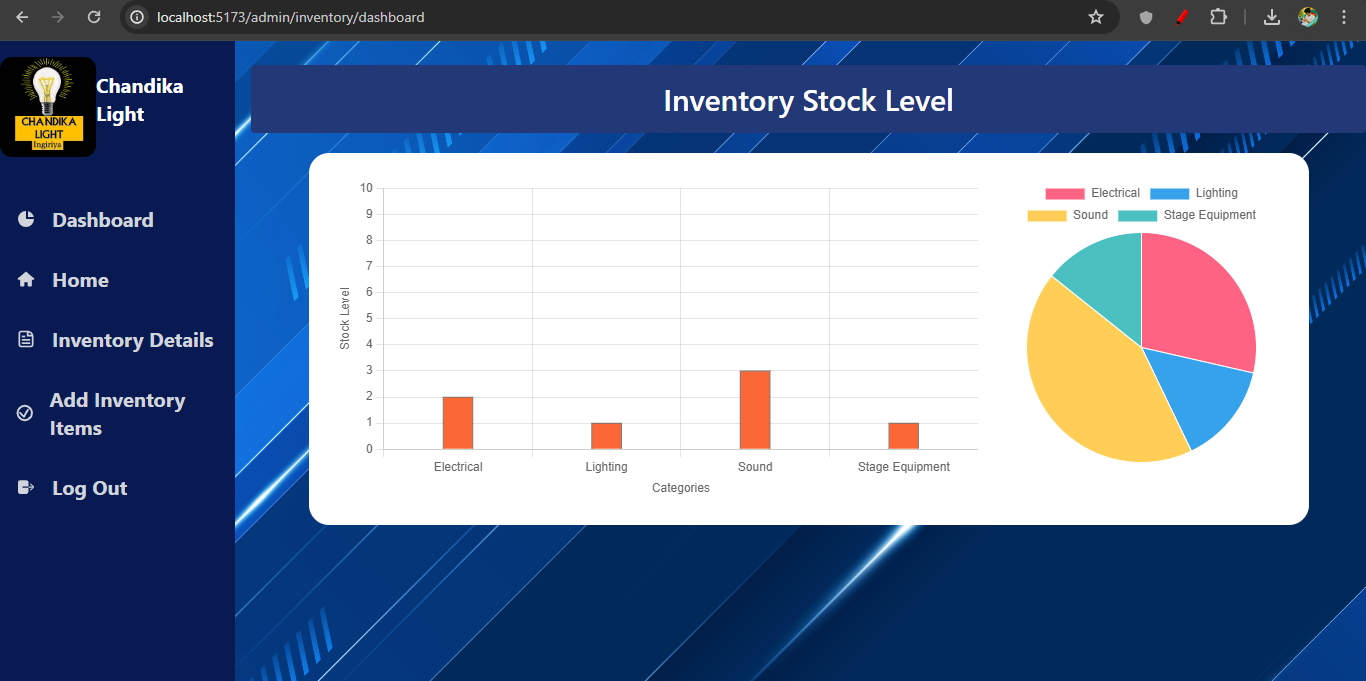 localhost:5173/admin/inventory/dashboard
CHANDIKA
LIGHT
Ingiriya
Chandika
Light
Dashboard
Home
Inventory Details
Add Inventory
Items
Log Out
Inventory Stock Level
10
9
8
7
6
5
4
3
2
1
0
Stock Level
Electrical Lighting Sound Stage Equipment
Categories
Electrical Lighting
Sound Stage Equipment